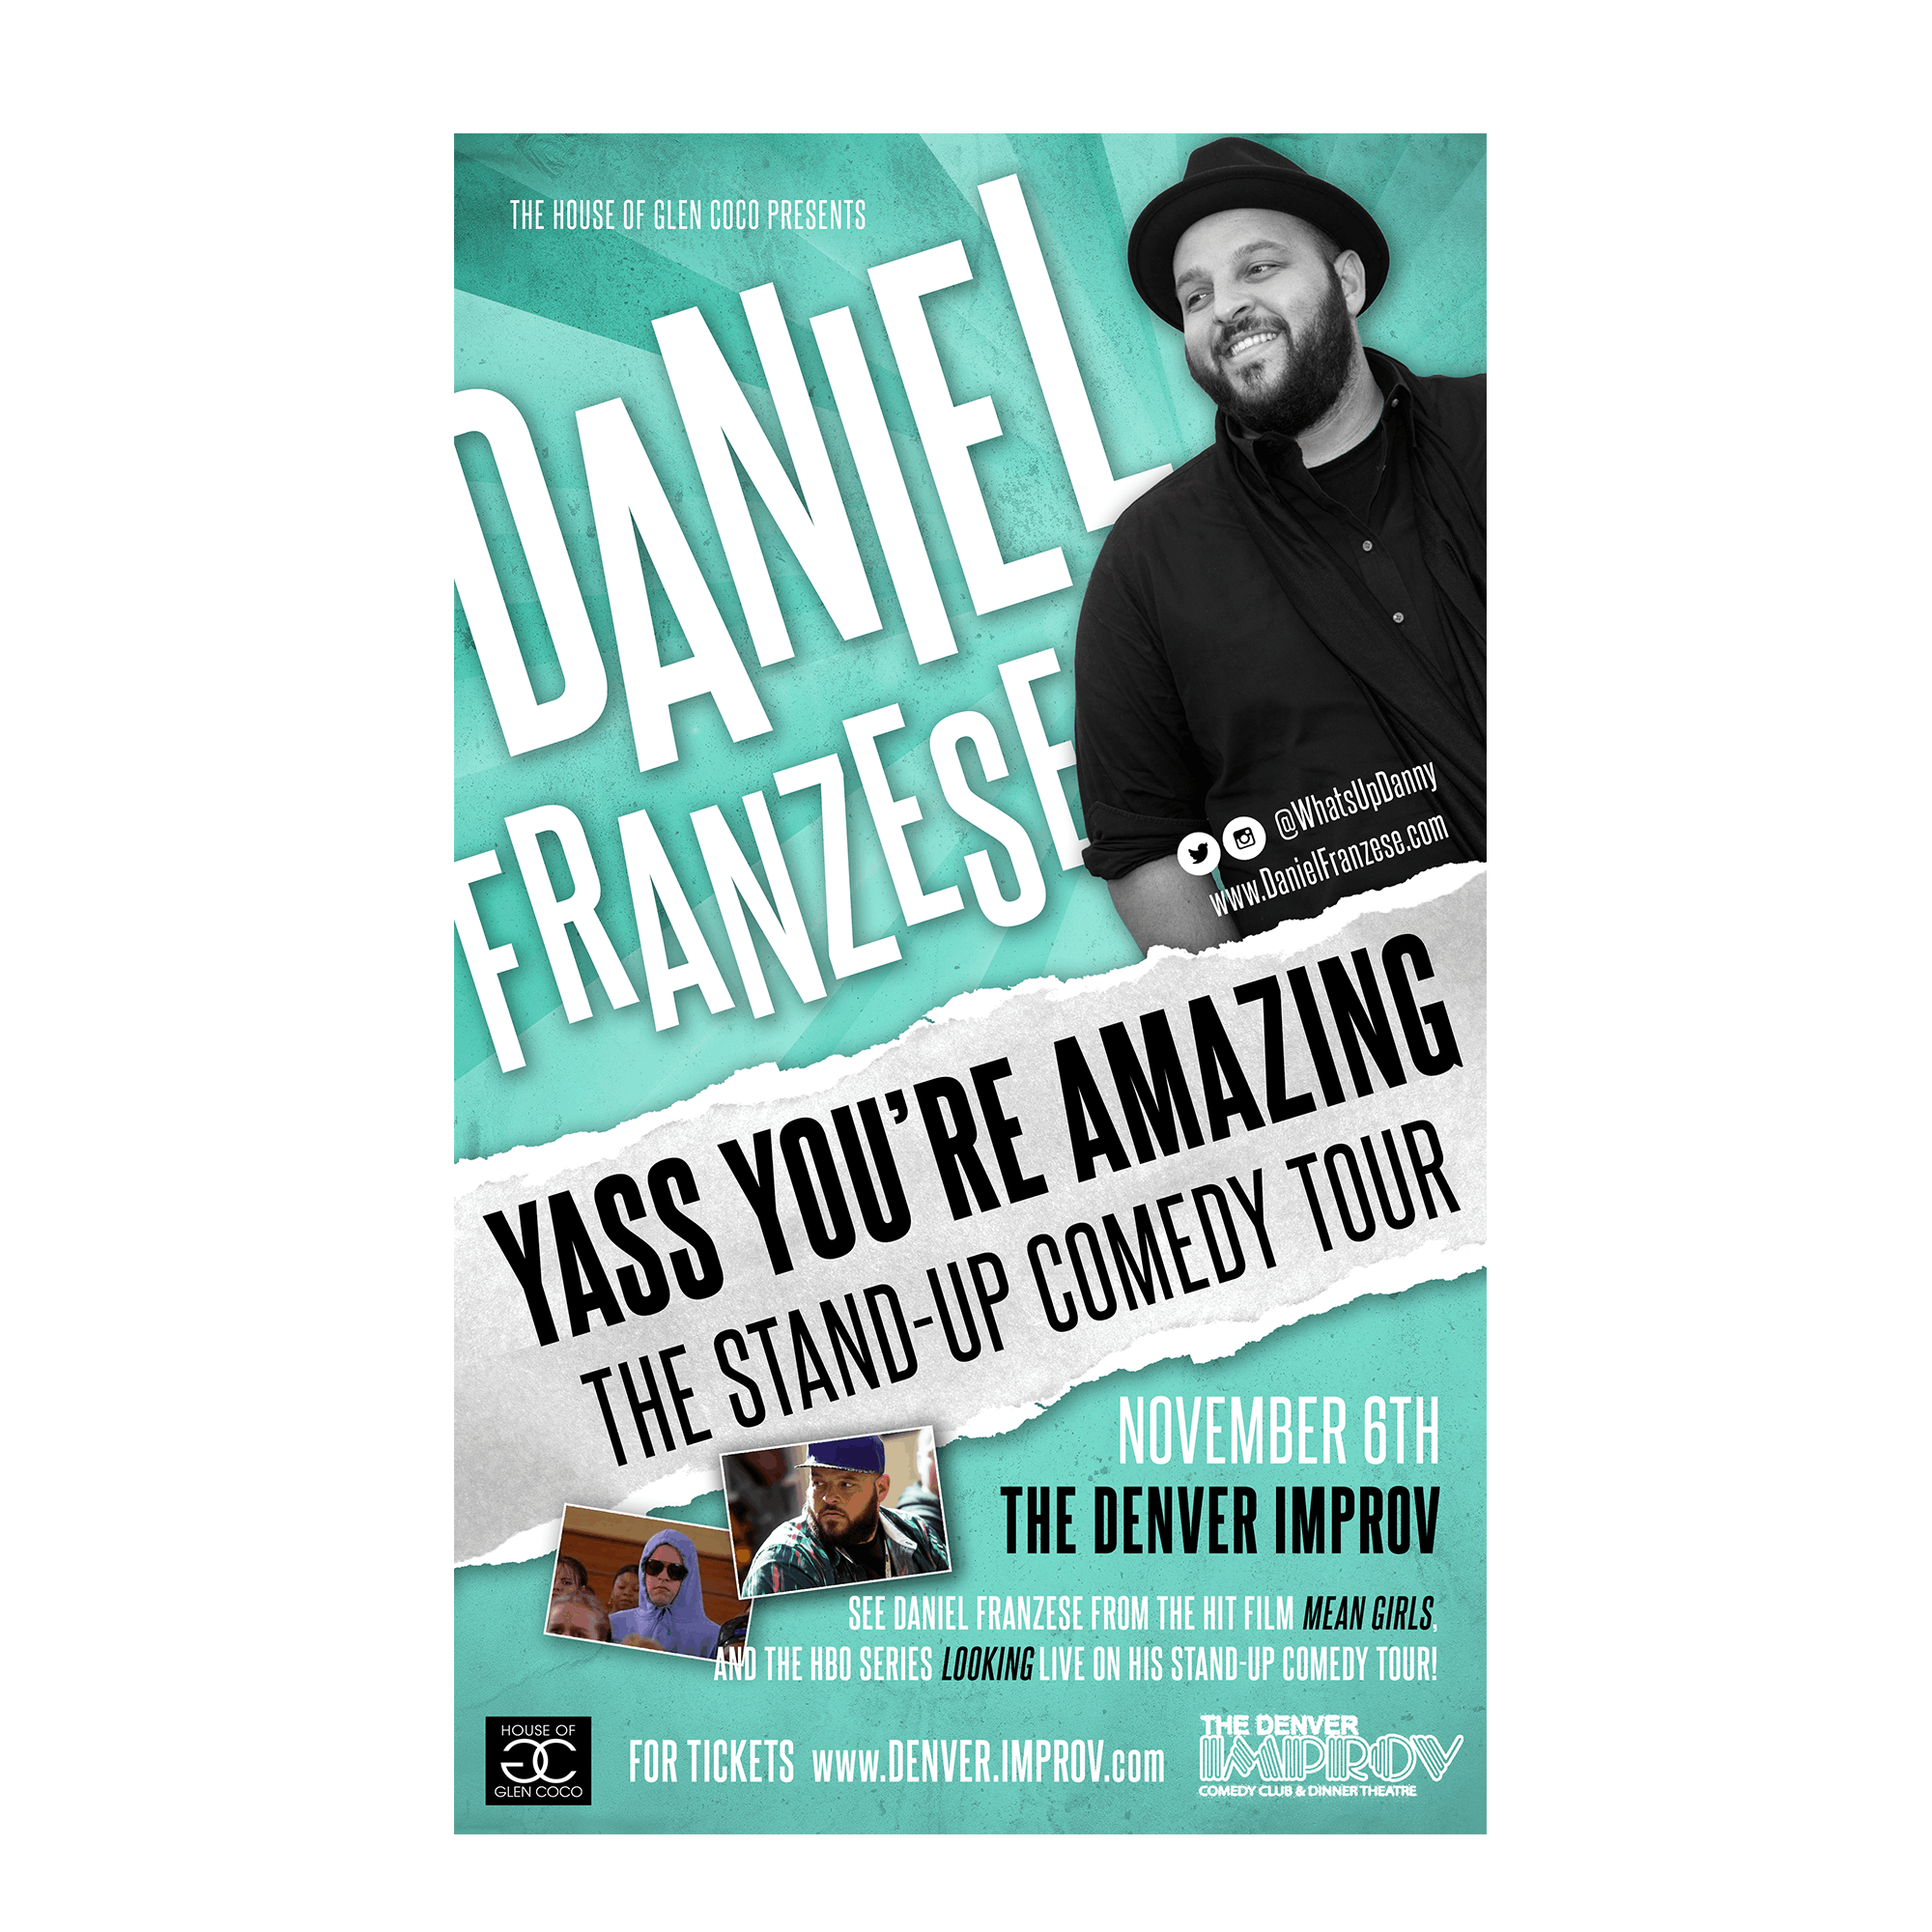 THE HOUSE OF GLEN COCO PRESENTS
DANIEL
FRANZESE
@WhatsUpDanny
www.DanielFranzese.com
YASS YOU'RE AMAZING
THE STAND-UP COMEDY TOUR
NOVEMBER 6TH
THE DENVER IMPROV
SEE DANIEL FRANZESE FROM THE HIT FILM MEAN GIRLS,
AND THE HBO SERIES LOOKING LIVE ON HIS STAND-UP COMEDY TOUR!
HOUSE OF
GC
GLEN COCO
FOR TICKETS www.DENVER.IMPROV.com
THE DENVER
IMPROV
COMEDY CLUB & DINNER THEATRE